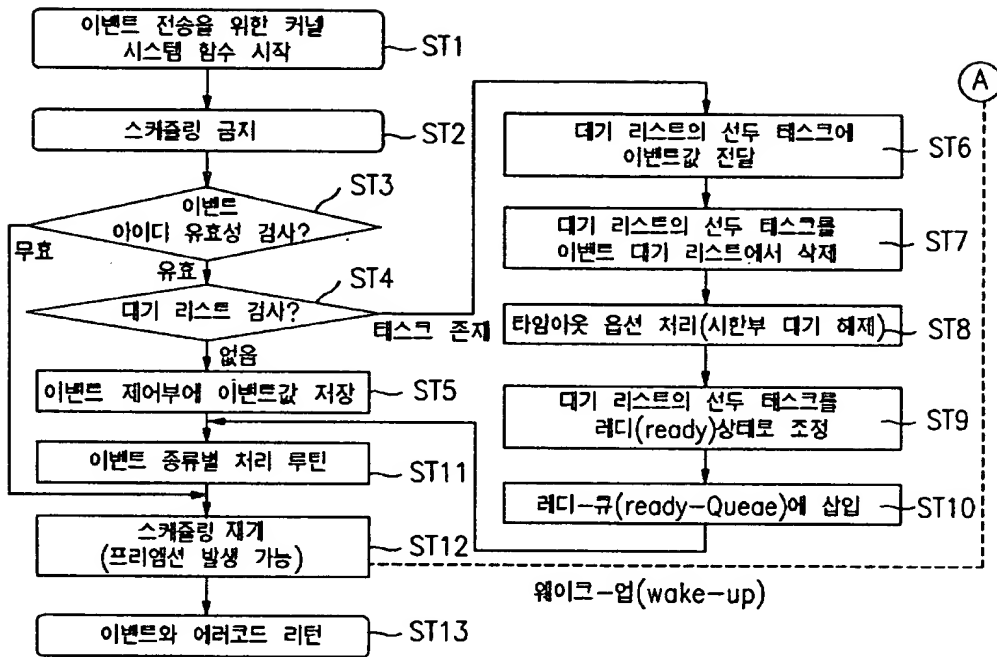 이벤트 전송을 위한 커널
시스템 함수 시작
ST1
스케쥴링 금지
ST2
ST3
이벤트
아이디 유효성 검사?
무효
유효
ST4
대기 리스트 검사?
테스크 존재
없음
이벤트 제어부에 이벤트값 저장
ST5
이벤트 종류별 처리 루틴
ST11
스케쥴링 재개
(프리엠션 발생 가능)
ST12
이벤트와 에러코드 리턴
ST13
A
대기 리스트의 선두 테스크에
이벤트값 전달
ST6
대기 리스트의 선두 테스크를
이벤트 대기 리스트에서 삭제
ST7
타임아웃 옵션 처리(시한부 대기 해제)
ST8
대기 리스트의 선두 테스크를
레디(ready)상태로 조정
ST9
레디-큐(ready-Queae)에 삽입
ST10
웨이크-업(wake-up)